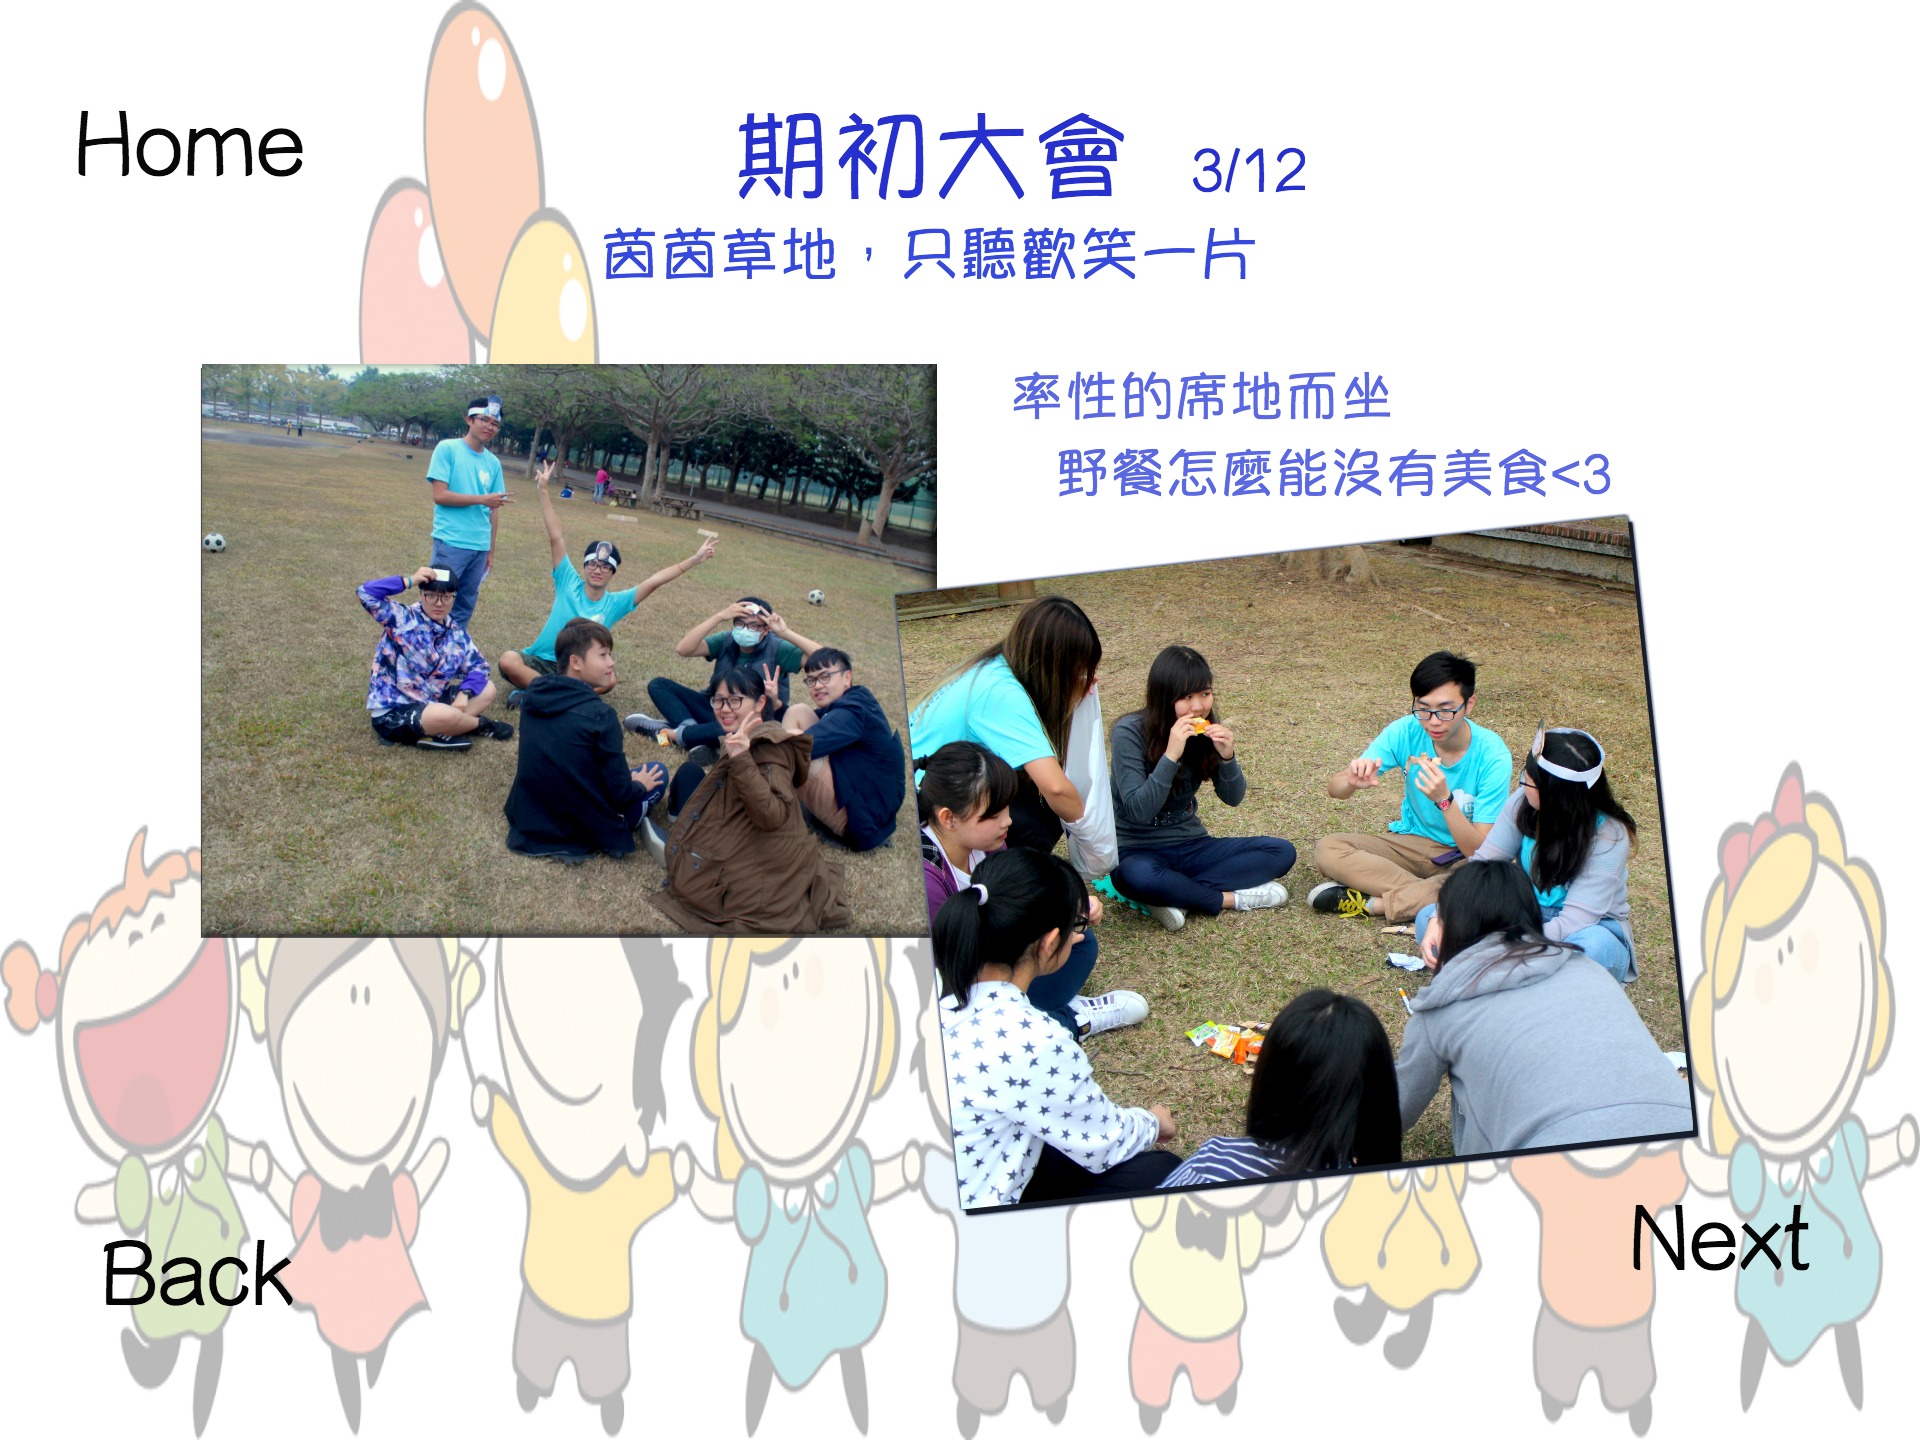 Home
期初大會 3/12
茵茵草地，只聽歡笑一片
率性的席地而坐
野餐怎麼能沒有美食<3
Back
Next